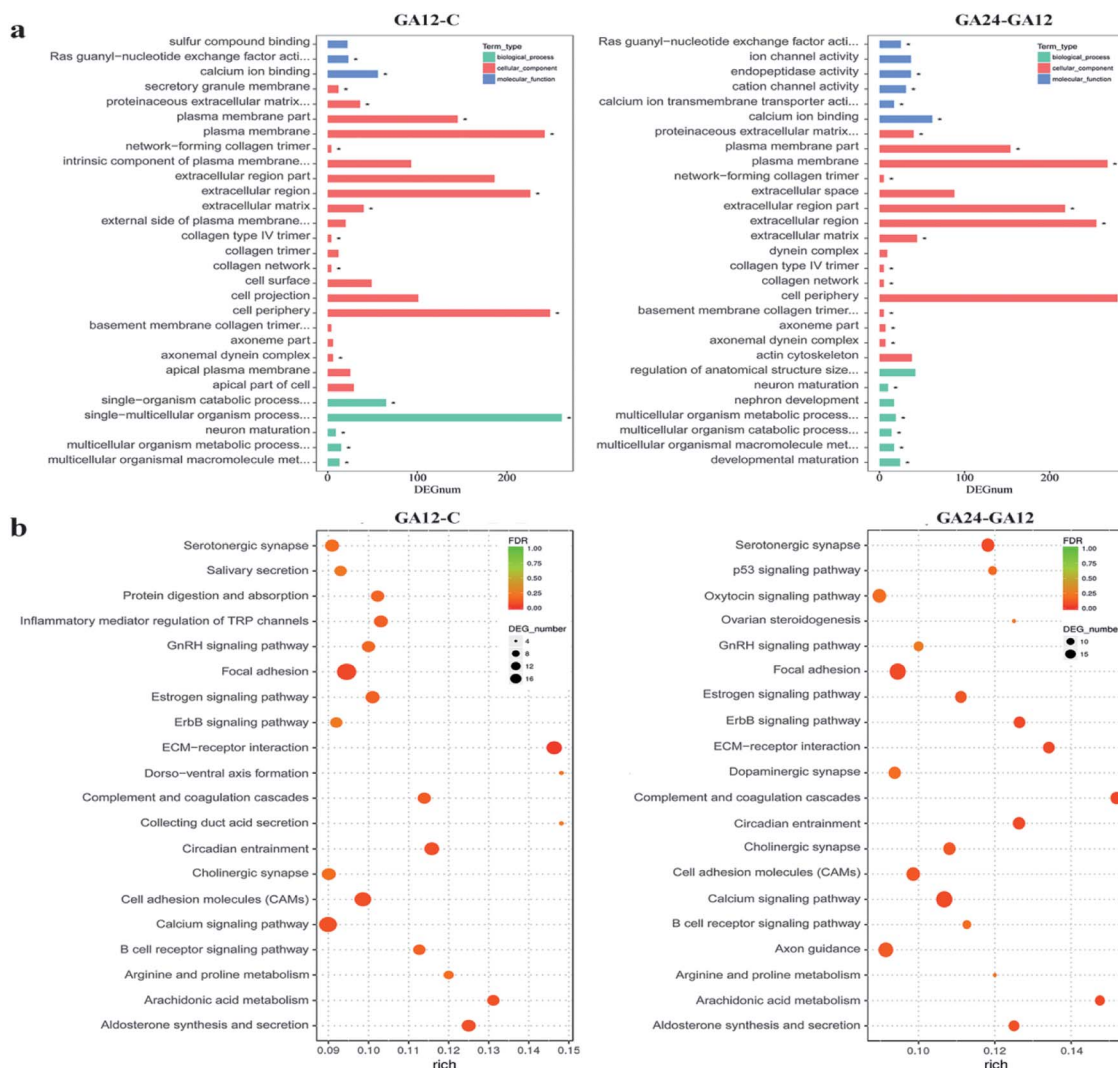 a
GA12-C
sulfur compound binding
Ras guanyl-nucleotide exchange factor acti...
calcium ion binding
secretory granule membrane
proteinaceous extracellular matrix...
plasma membrane part
plasma membrane
network-forming collagen trimer
intrinsic component of plasma membrane...
extracellular region part
extracellular region
extracellular matrix
external side of plasma membrane...
collagen type IV trimer
collagen trimer
collagen network
cell surface
cell projection
cell periphery
basement membrane collagen trimer...
axoneme part
axonemal dynein complex
apical plasma membrane
apical part of cell
single-organism catabolic process...
single-multicellular organism process...
neuron maturation
multicellular organism metabolic process...
multicellular organismal macromolecule met...
0 100 200
DEGnum
Term_type
biological_process
cellular_component
molecular_function
GA24-GA12
Ras guanyl-nucleotide exchange factor acti...
ion channel activity
endopeptidase activity
cation channel activity
calcium ion transmembrane transporter acti...
calcium ion binding
proteinaceous extracellular matrix...
plasma membrane part
plasma membrane
network-forming collagen trimer
extracellular space
extracellular region part
extracellular region
extracellular matrix
dynein complex
collagen type IV trimer
collagen network
cell periphery
basement membrane collagen trimer...
axoneme part
axonemal dynein complex
actin cytoskeleton
regulation of anatomical structure size...
neuron maturation
nephron development
multicellular organism metabolic process...
multicellular organism catabolic process...
multicellular organismal macromolecule met...
developmental maturation
0 100 200
DEGnum
Term_type
biological_process
cellular_component
molecular_function
b
GA12-C
Serotonergic synapse
Salivary secretion
Protein digestion and absorption
Inflammatory mediator regulation of TRP channels
GnRH signaling pathway
Focal adhesion
Estrogen signaling pathway
ErbB signaling pathway
ECM-receptor interaction
Dorso-ventral axis formation
Complement and coagulation cascades
Collecting duct acid secretion
Circadian entrainment
Cholinergic synapse
Cell adhesion molecules (CAMs)
Calcium signaling pathway
B cell receptor signaling pathway
Arginine and proline metabolism
Arachidonic acid metabolism
Aldosterone synthesis and secretion
0.09 0.10 0.11 0.12 0.13 0.14 0.15
rich
FDR
1.00
0.75
0.50
0.25
0.00
DEG_number
4
8
12
16
GA24-GA12
Serotonergic synapse
p53 signaling pathway
Oxytocin signaling pathway
Ovarian steroidogenesis
GnRH signaling pathway
Focal adhesion
Estrogen signaling pathway
ErbB signaling pathway
ECM-receptor interaction
Dopaminergic synapse
Complement and coagulation cascades
Circadian entrainment
Cholinergic synapse
Cell adhesion molecules (CAMs)
Calcium signaling pathway
B cell receptor signaling pathway
Axon guidance
Arginine and proline metabolism
Arachidonic acid metabolism
Aldosterone synthesis and secretion
0.10 0.12 0.14
rich
FDR
1.00
0.75
0.50
0.25
0.00
DEG_number
10
15